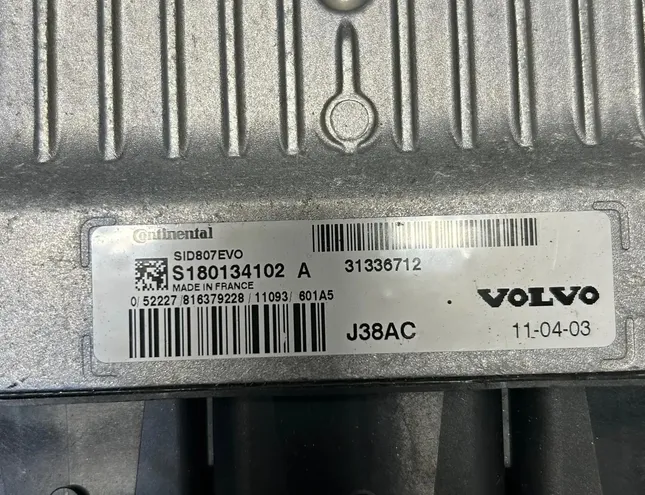 Continental
SID807EVO
S180134102 A
MADE IN FRANCE
0/52227/816379228/11093/601A5
31336712
VOLVO
J38AC
11-04-03